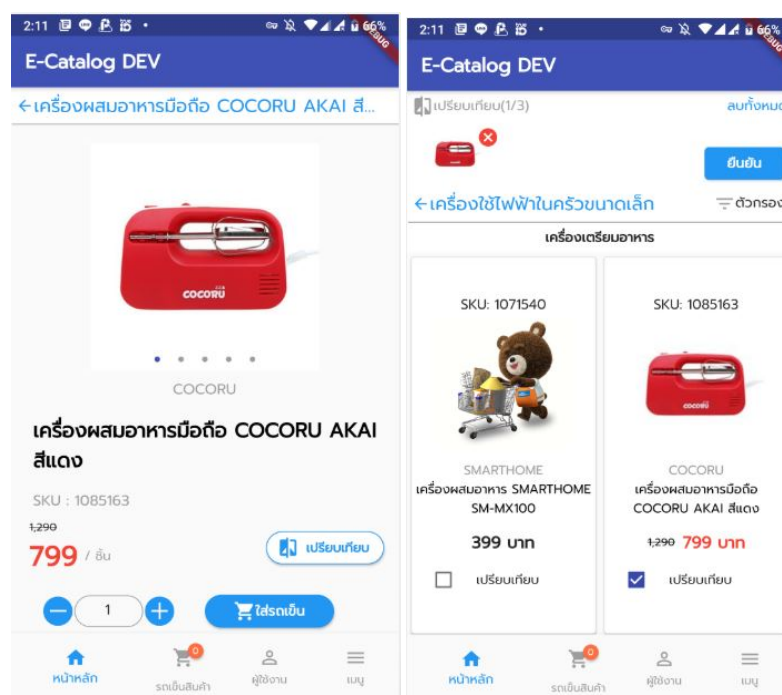 2:11
66%
E-Catalog DEV
←เครื่องผสมอาหารมือถือ COCORU AKAI สี...
COCORU
COCORU
เครื่องผสมอาหารมือถือ COCORU AKAI
สีแดง
SKU : 1085163
1,290
799 / ชิ้น
เปรียบเทียบ
1
ใส่รถเข็น
หน้าหลัก
0
รถเข็นสินค้า
ผู้ใช้งาน
เมนู
2:11
66%
E-Catalog DEV
เปรียบเทียบ(1/3)
ลบทั้งหมด
ยืนยัน
←เครื่องใช้ไฟฟ้าในครัวขนาดเล็ก
ตัวกรอง
เครื่องเตรียมอาหาร
SKU: 1071540
SMARTHOME
เครื่องผสมอาหาร SMARTHOME
SM-MX100
399 บาท
เปรียบเทียบ
SKU: 1085163
COCORU
COCORU
เครื่องผสมอาหารมือถือ
COCORU AKAI สีแดง
1,290 799 บาท
เปรียบเทียบ
หน้าหลัก
0
รถเข็นสินค้า
ผู้ใช้งาน
เมนู